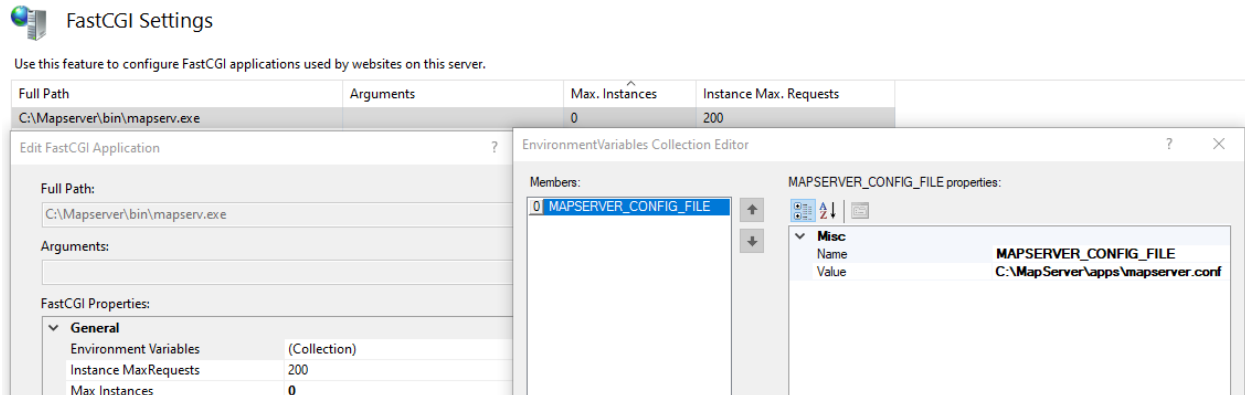 FastCGI Settings
Use this feature to configure FastCGI applications used by websites on this server.
Full Path Arguments Max. Instances Instance Max. Requests
C:\Mapserver\bin\mapserv.exe 0 200
Edit FastCGI Application ?
Full Path:
C:\Mapserver\bin\mapserv.exe
Arguments:
FastCGI Properties:
General
Environment Variables (Collection)
Instance MaxRequests 200
Max Instances 0
EnvironmentVariables Collection Editor ?
Members:
0 MAPSERVER_CONFIG_FILE
MAPSERVER_CONFIG_FILE properties:
Misc
Name MAPSERVER_CONFIG_FILE
Value C:\MapServer\apps\mapserver.conf